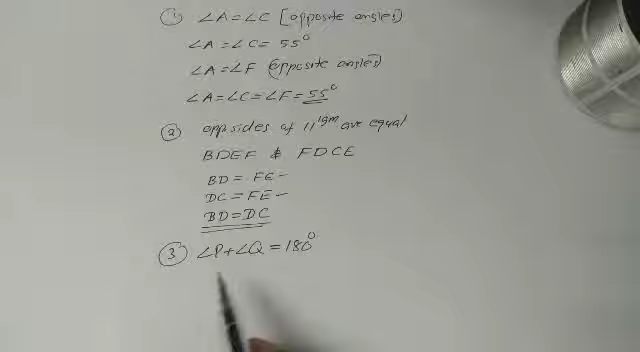 ① ∠A = ∠C [opposite angles)
∠A = ∠C = 55°
∠A = ∠F (opposite angles)
∠A = ∠C = ∠F = 55°
② opp sides of 11lgm are equal
BDEF & FDCE
BD = FE -
DC = FE -
BD = DC
③ ∠P + ∠Q = 180°